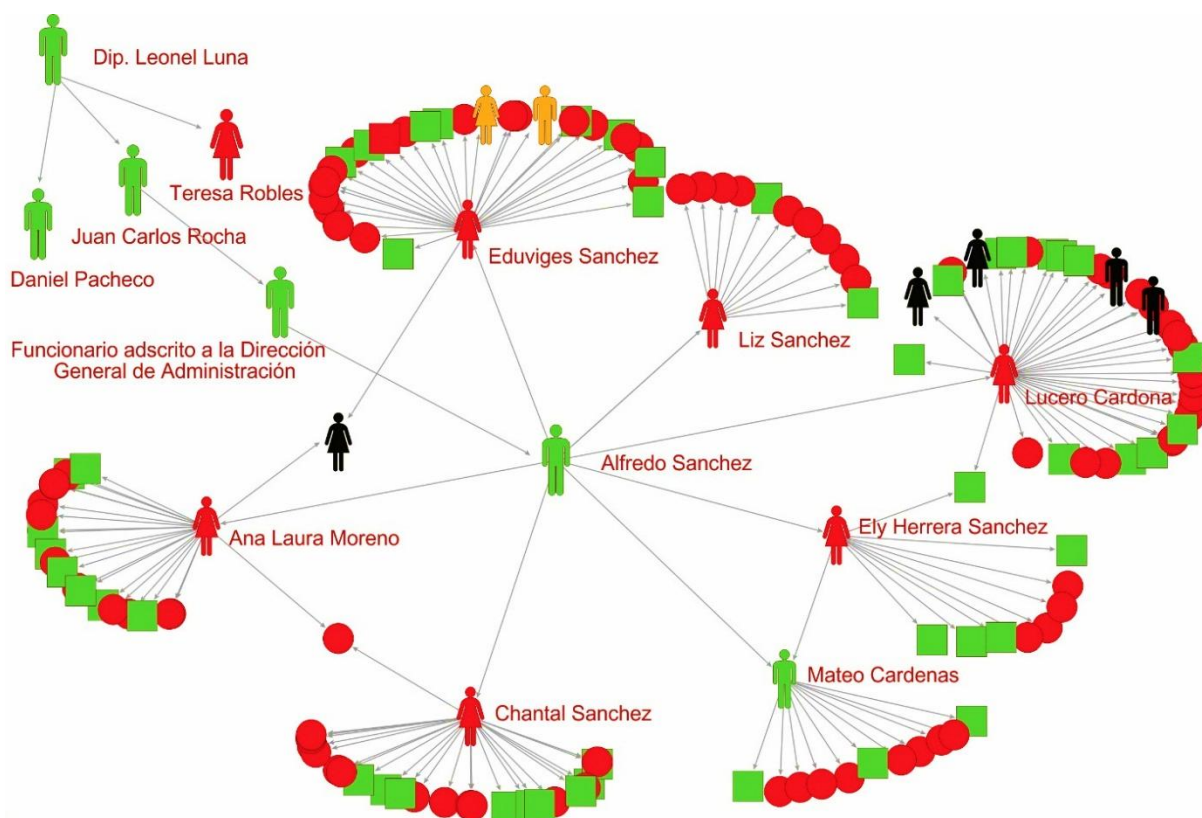 Dip. Leonel Luna
Teresa Robles
Juan Carlos Rocha
Daniel Pacheco
Eduviges Sanchez
Liz Sanchez
Funcionario adscrito a la Dirección
General de Administración
Lucero Cardona
Alfredo Sanchez
Ana Laura Moreno
Ely Herrera Sanchez
Mateo Cardenas
Chantal Sanchez